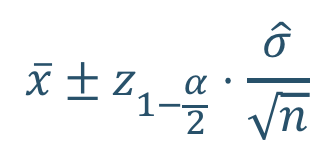 x̄ ± z_{1−α/2} · σ̂/√n